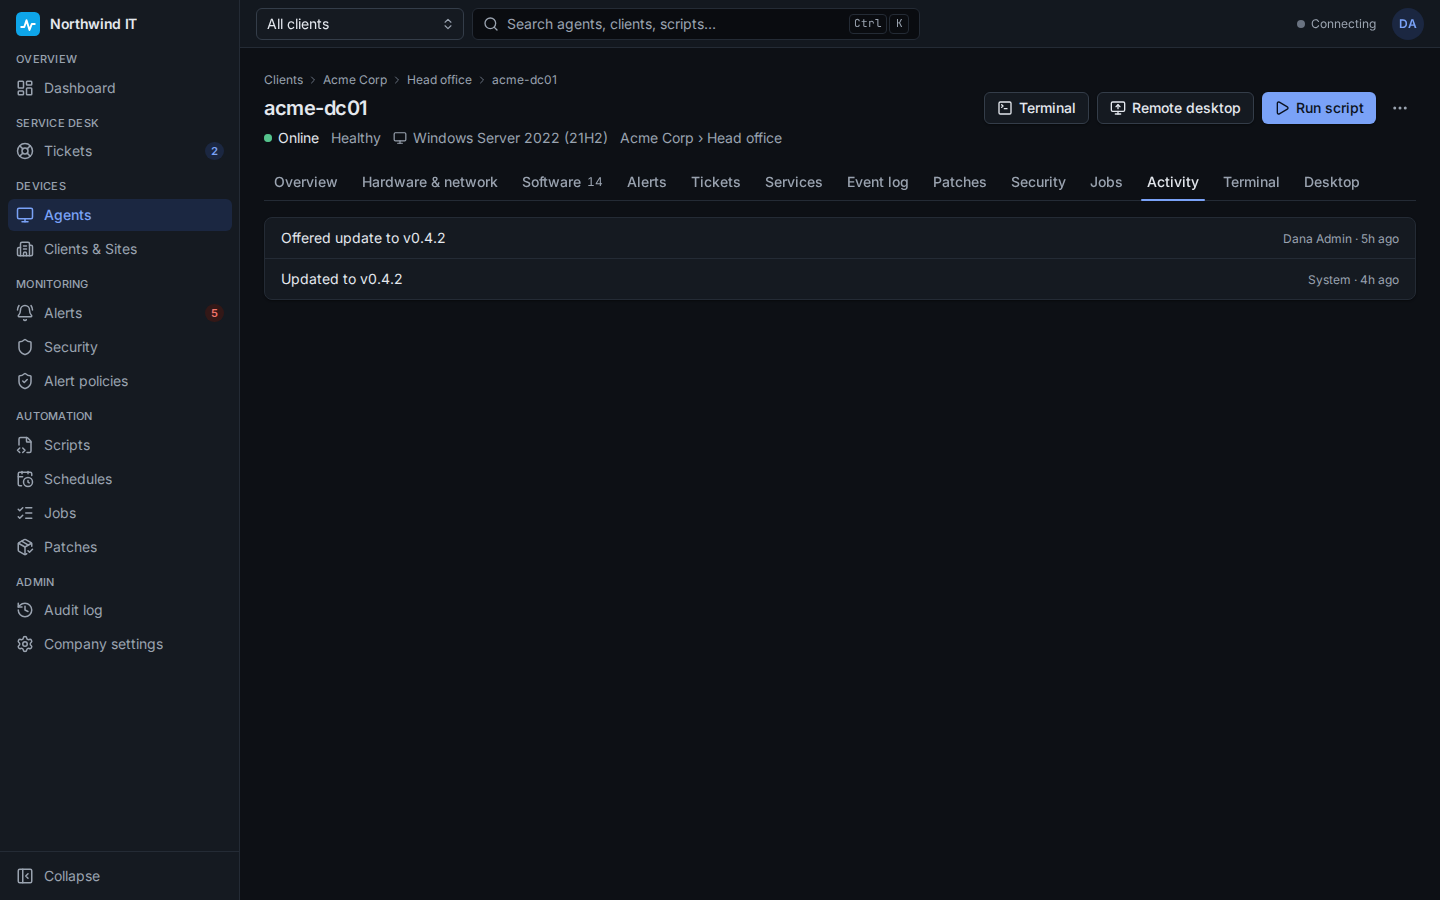 Northwind IT
All clients
Search agents, clients, scripts...
Ctrl K
Connecting
DA
OVERVIEW
Dashboard
SERVICE DESK
Tickets 2
DEVICES
Agents
Clients & Sites
MONITORING
Alerts 5
Security
Alert policies
AUTOMATION
Scripts
Schedules
Jobs
Patches
ADMIN
Audit log
Company settings
Collapse
Clients › Acme Corp › Head office › acme-dc01
acme-dc01
Terminal
Remote desktop
Run script
Online Healthy Windows Server 2022 (21H2) Acme Corp › Head office
Overview Hardware & network Software 14 Alerts Tickets Services Event log Patches Security Jobs Activity Terminal Desktop
Offered update to v0.4.2 Dana Admin · 5h ago
Updated to v0.4.2 System · 4h ago